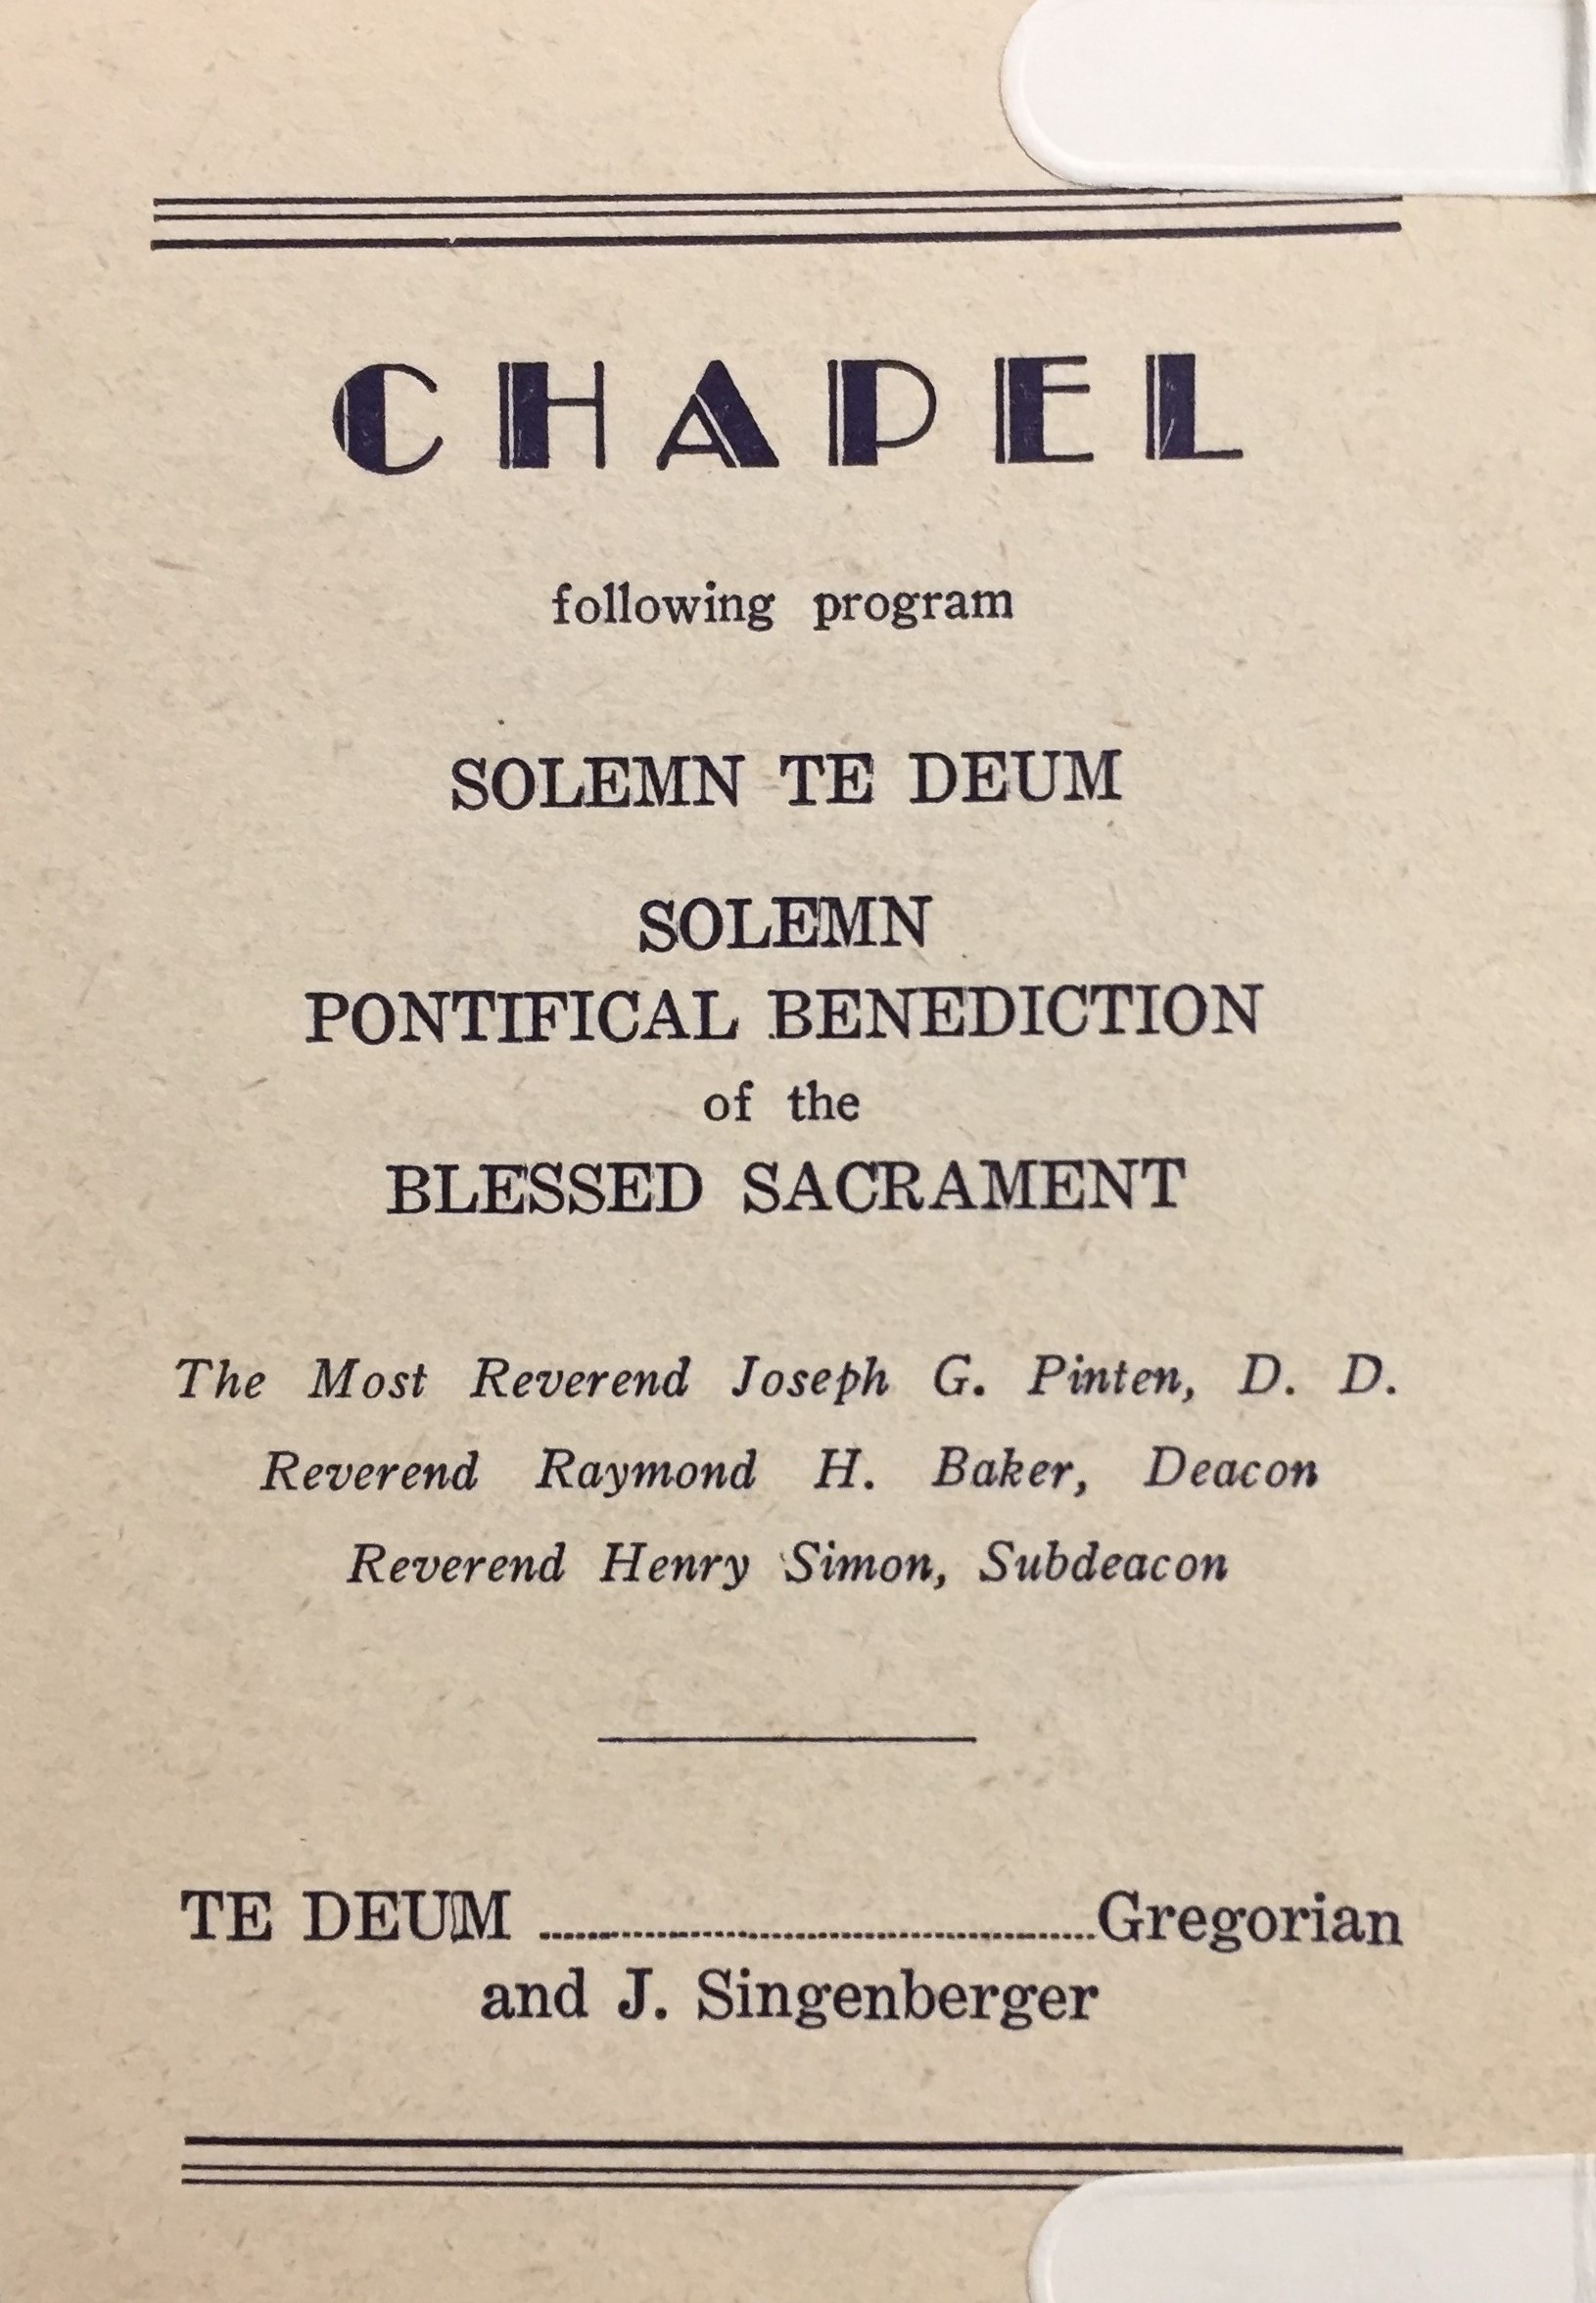 CHAPEL
following program
SOLEMN TE DEUM
SOLEMN
PONTIFICAL BENEDICTION
of the
BLESSED SACRAMENT
The Most Reverend Joseph G. Pinten, D. D.
Reverend Raymond H. Baker, Deacon
Reverend Henry Simon, Subdeacon
TE DEUM ........................................Gregorian
and J. Singenberger